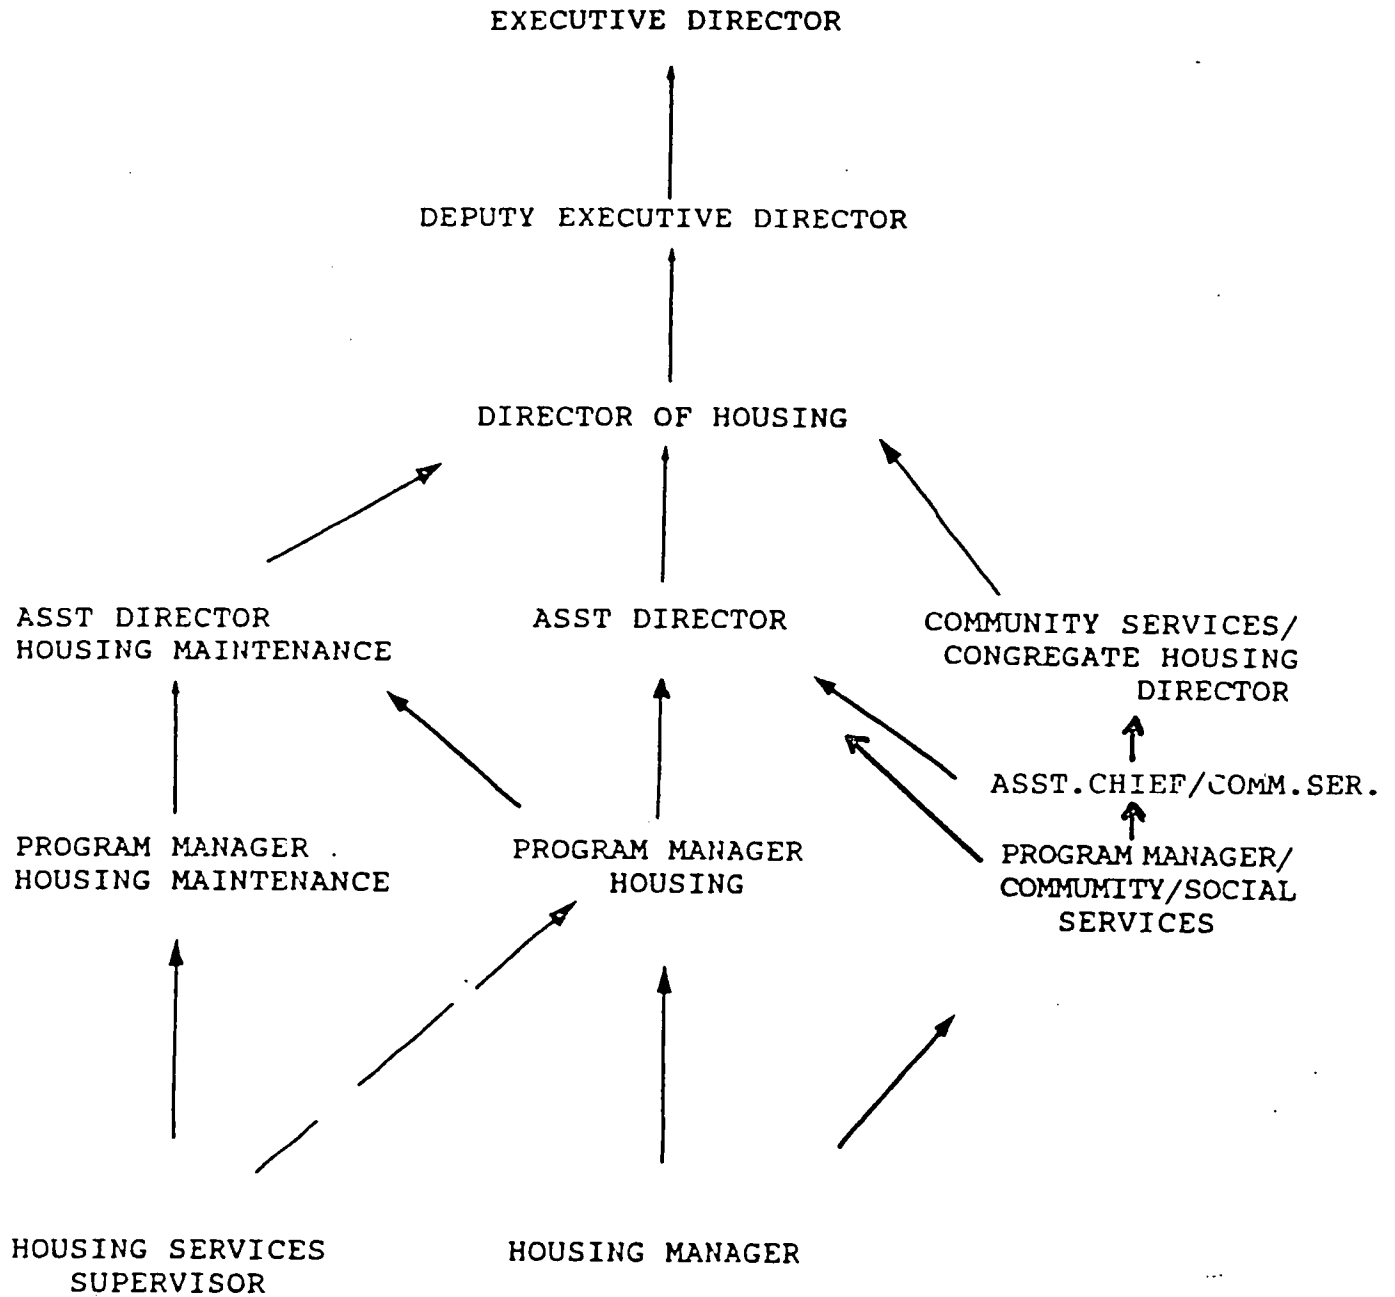 EXECUTIVE DIRECTOR
DEPUTY EXECUTIVE DIRECTOR
DIRECTOR OF HOUSING
ASST DIRECTOR
HOUSING MAINTENANCE
ASST DIRECTOR
COMMUNITY SERVICES/
CONGREGATE HOUSING
DIRECTOR
ASST.CHIEF/COMM.SER.
PROGRAM MANAGER
HOUSING MAINTENANCE
PROGRAM MANAGER
HOUSING
PROGRAM MANAGER/
COMMUMITY/SOCIAL
SERVICES
HOUSING SERVICES
SUPERVISOR
HOUSING MANAGER